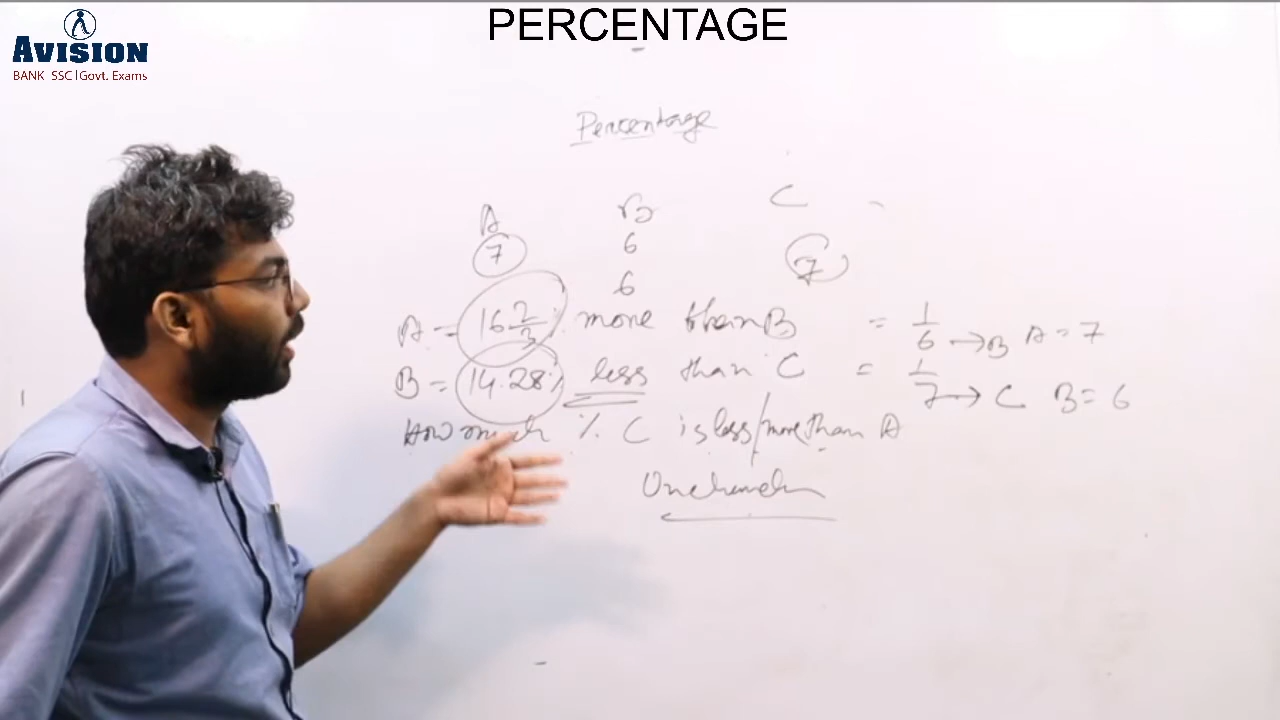 PERCENTAGE
AVISION
BANK SSC | Govt. Exams
Percentage
A B C
7 6 7
6
A = 16 2/3 % more than B = 1/6 → B A = 7
B = 14.28% less than C = 1/7 → C B = 6
How much % C is less/more than A